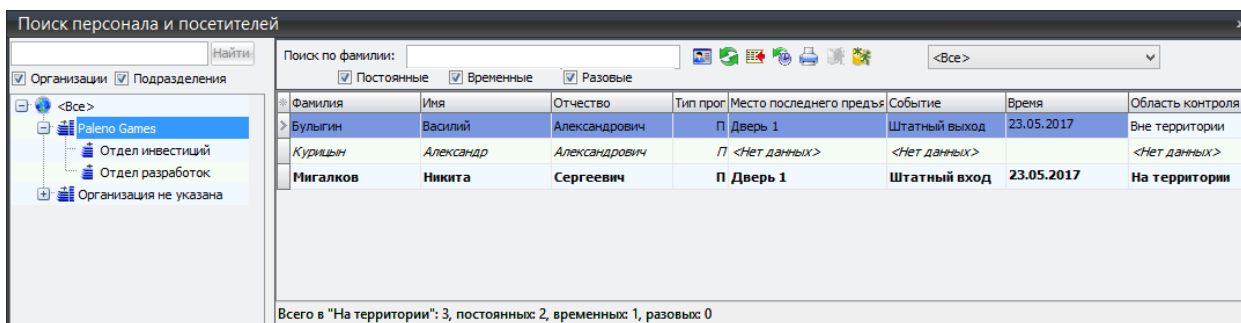 Поиск персонала и посетителей
Найти
Организации Подразделения
<Все>
Paleno Games
Отдел инвестиций
Отдел разработок
Организация не указана
Поиск по фамилии: <Все>
Постоянные Временные Разовые
Фамилия Имя Отчество Тип проп Место последнего предъя Событие Время Область контроля
Булыгин Василий Александрович П Дверь 1 Штатный выход 23.05.2017 Вне территории
Курицын Александр Александрович П <Нет данных> <Нет данных> <Нет данных>
Мигалков Никита Сергеевич П Дверь 1 Штатный вход 23.05.2017 На территории
Всего в "На территории": 3, постоянных: 2, временных: 1, разовых: 0